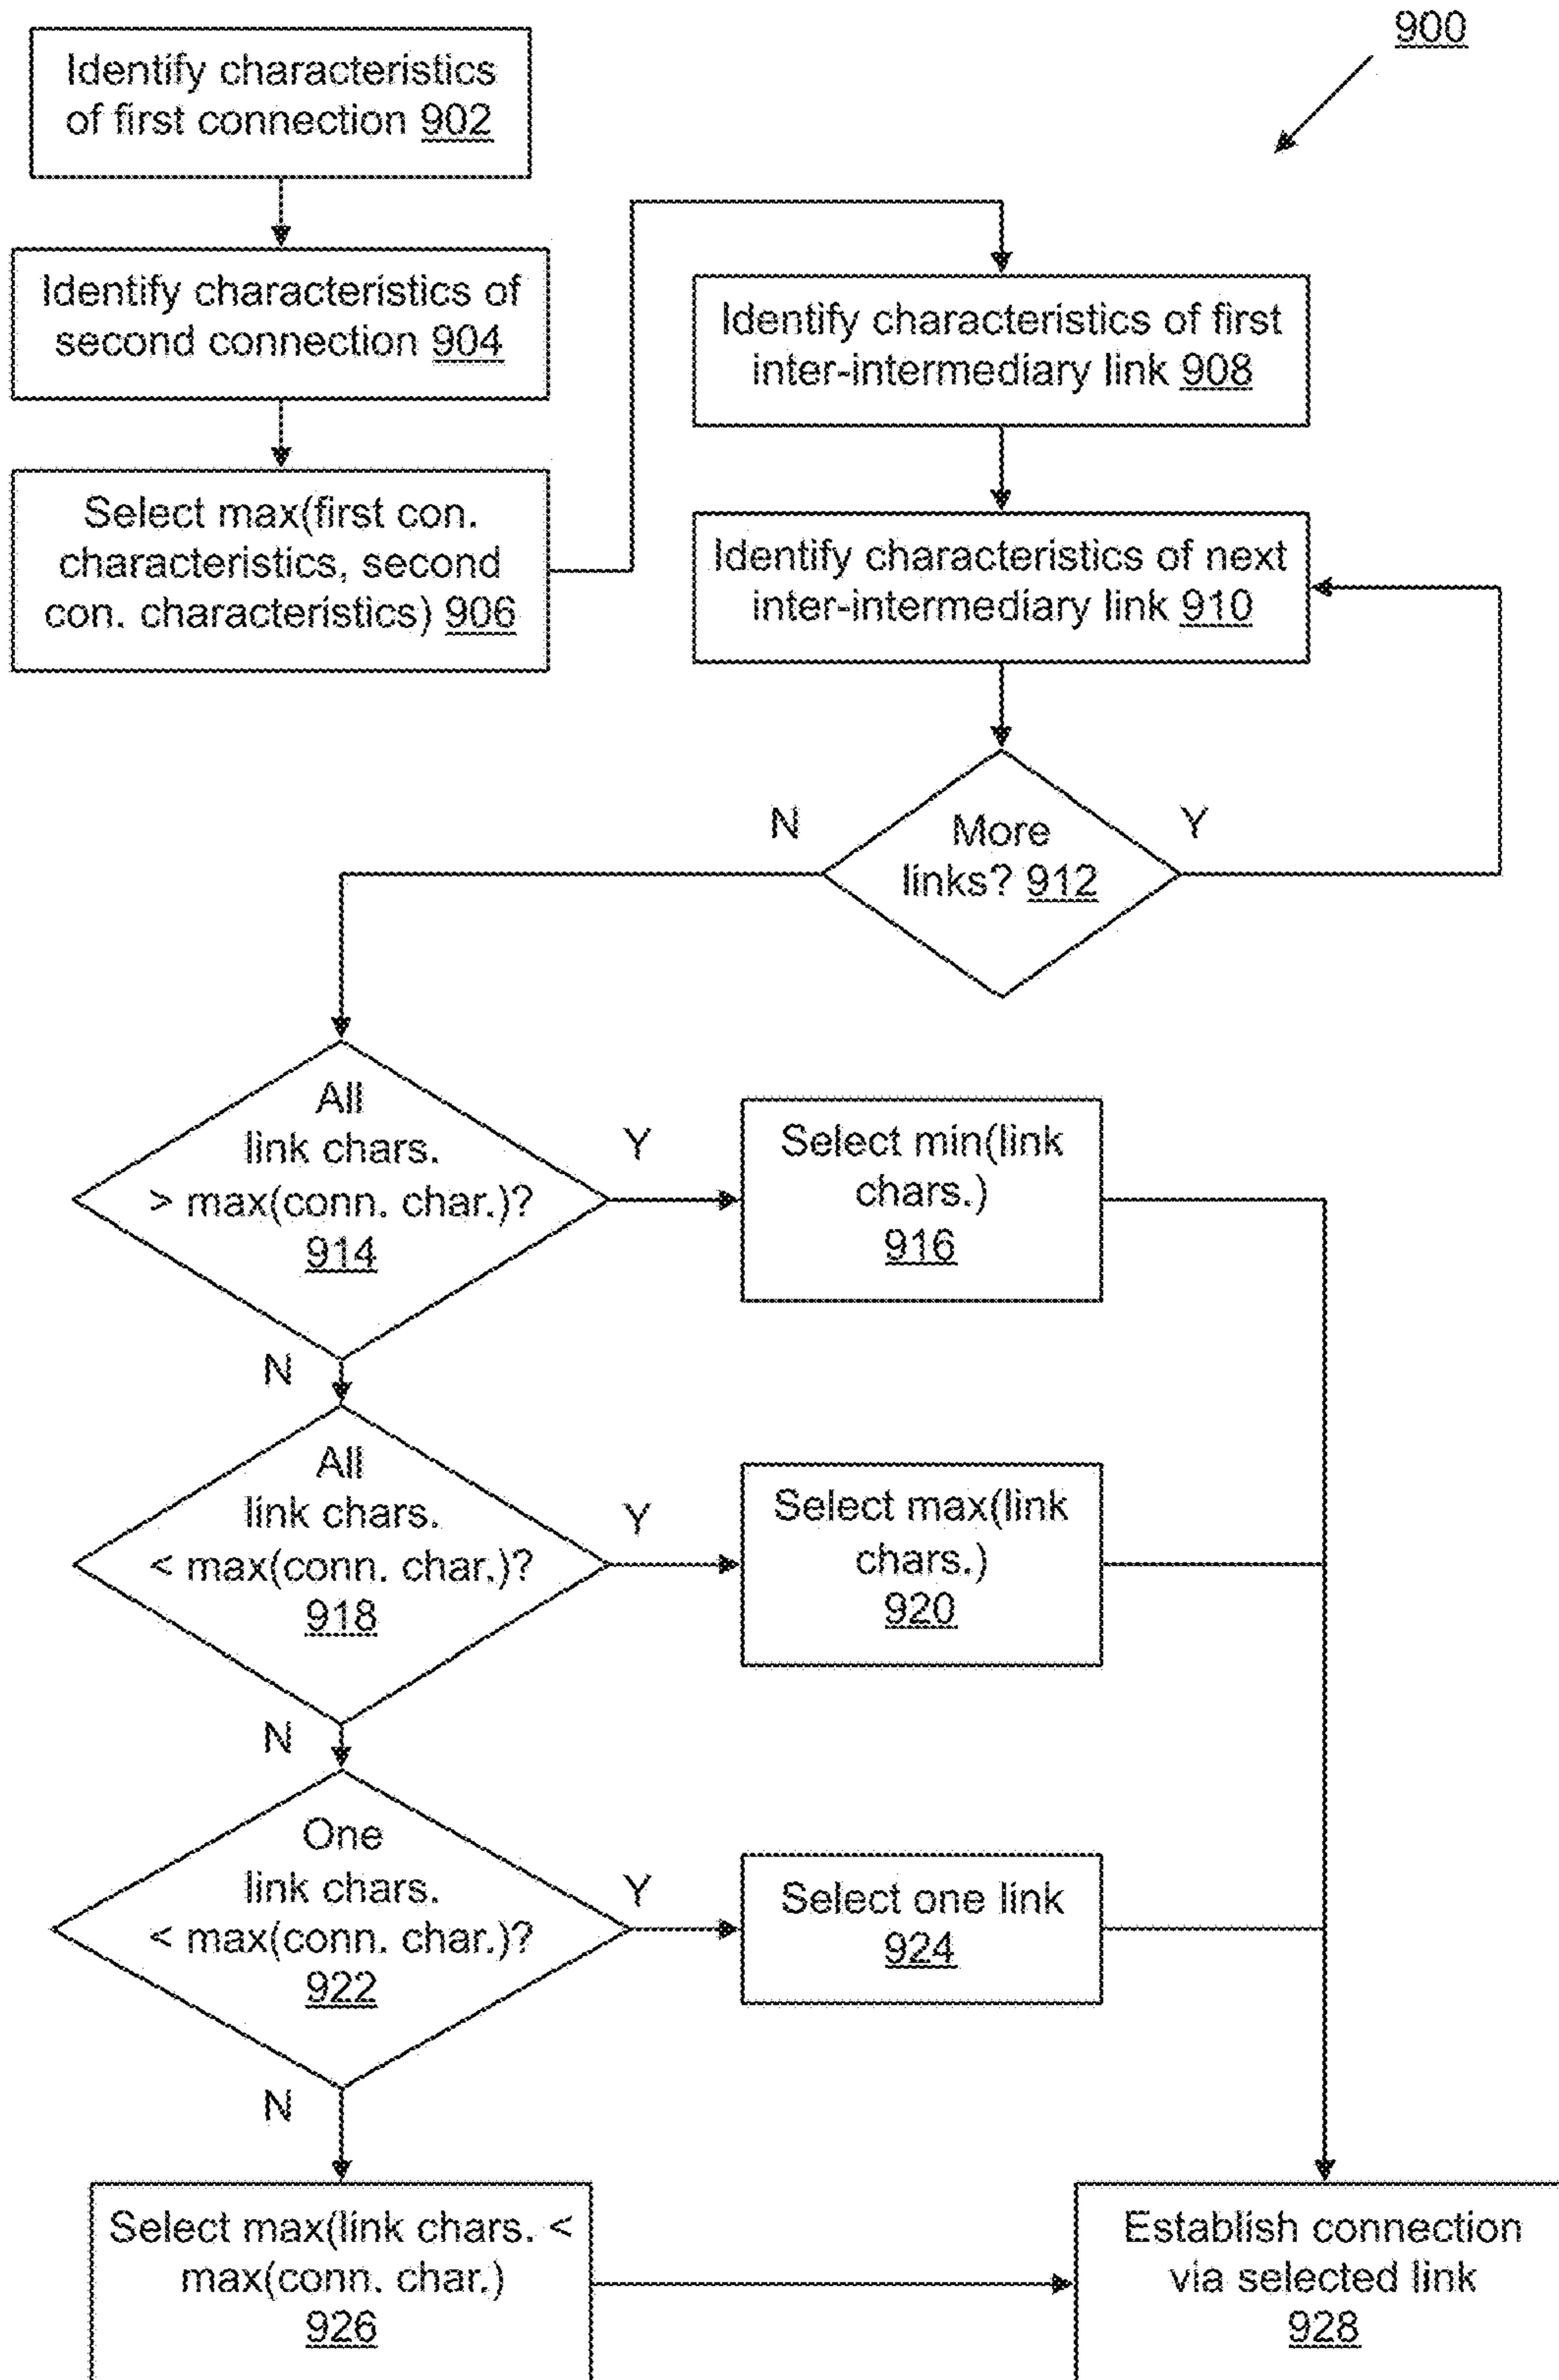 900
Identify characteristics
of first connection 902
Identify characteristics of
second connection 904
Select max(first con.
characteristics, second
con. characteristics) 906
Identify characteristics of first
inter-intermediary link 908
Identify characteristics of next
inter-intermediary link 910
More
links? 912
N
Y
All
link chars.
> max(conn. char.)?
914
Y
Select min(link
chars.)
916
N
All
link chars.
< max(conn. char.)?
918
Y
Select max(link
chars.)
920
N
One
link chars.
< max(conn. char.)?
922
Y
Select one link
924
N
Select max(link chars. <
max(conn. char.)
926
Establish connection
via selected link
928